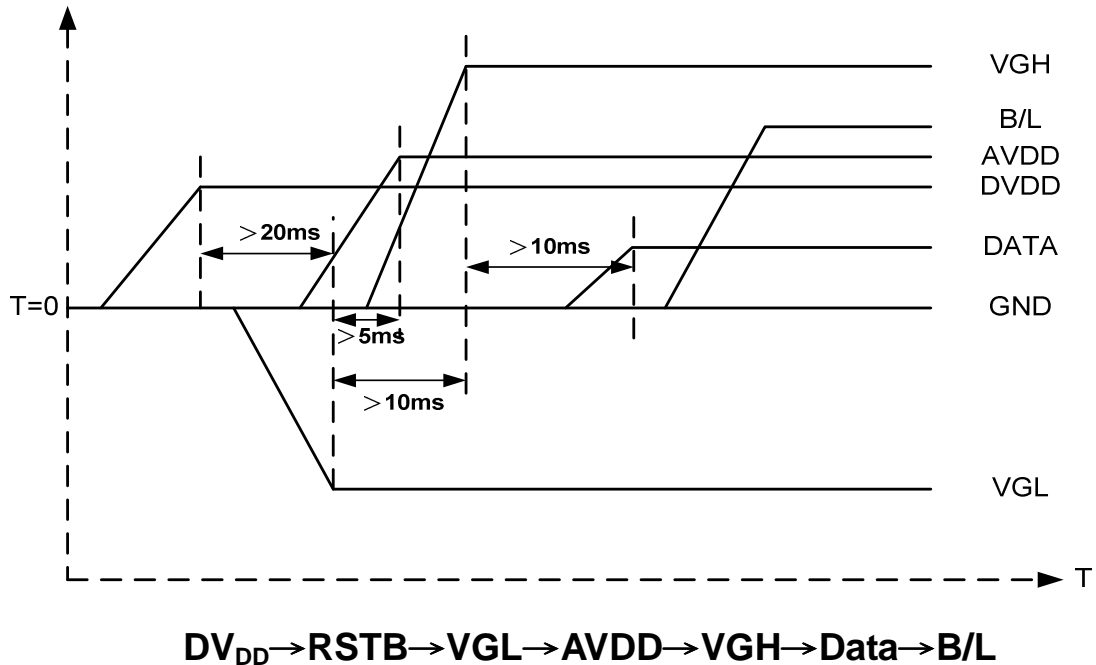 VGH
B/L
AVDD
DVDD
>20ms
>10ms
DATA
T=0
GND
>5ms
>10ms
VGL
T
DVDD→RSTB→VGL→AVDD→VGH→Data→B/L